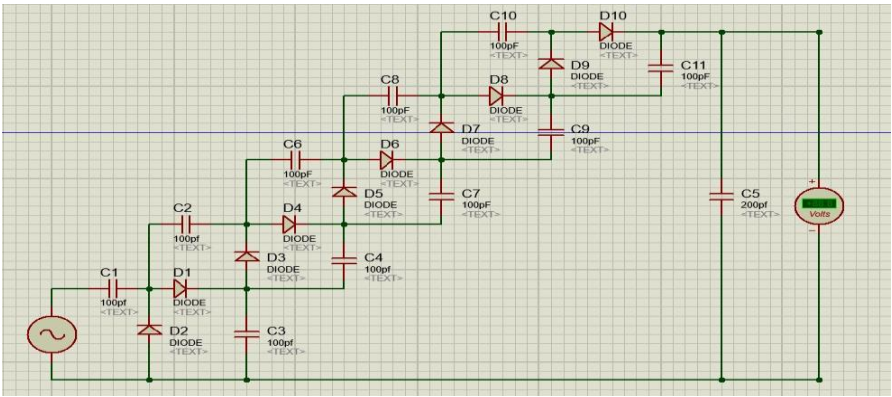 C10
100pF
<TEXT>
D10
DIODE
<TEXT>
D9
DIODE
<TEXT>
C11
100pF
<TEXT>
C8
100pF
<TEXT>
D8
DIODE
<TEXT>
D7
DIODE
<TEXT>
C9
100pF
<TEXT>
C6
100pF
<TEXT>
D6
DIODE
<TEXT>
D5
DIODE
<TEXT>
C7
100pF
<TEXT>
C5
200pf
<TEXT>
+
Volts
C2
100pf
<TEXT>
D4
DIODE
<TEXT>
D3
DIODE
<TEXT>
C4
100pf
<TEXT>
C1
100pf
<TEXT>
D1
DIODE
<TEXT>
D2
DIODE
<TEXT>
C3
100pf
<TEXT>